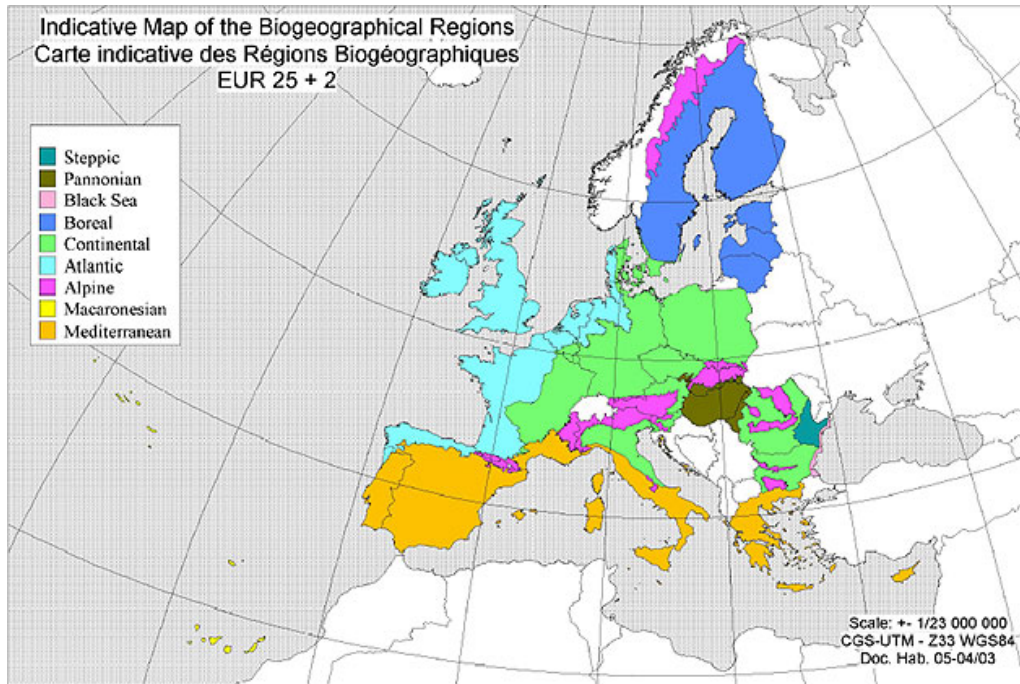 Indicative Map of the Biogeographical Regions
Carte indicative des Régions Biogéographiques
EUR 25 + 2
Steppic
Pannonian
Black Sea
Boreal
Continental
Atlantic
Alpine
Macaronesian
Mediterranean
Scale: +- 1/23 000 000
CGS-UTM - Z33 WGS84
Doc. Hab. 05-04/03